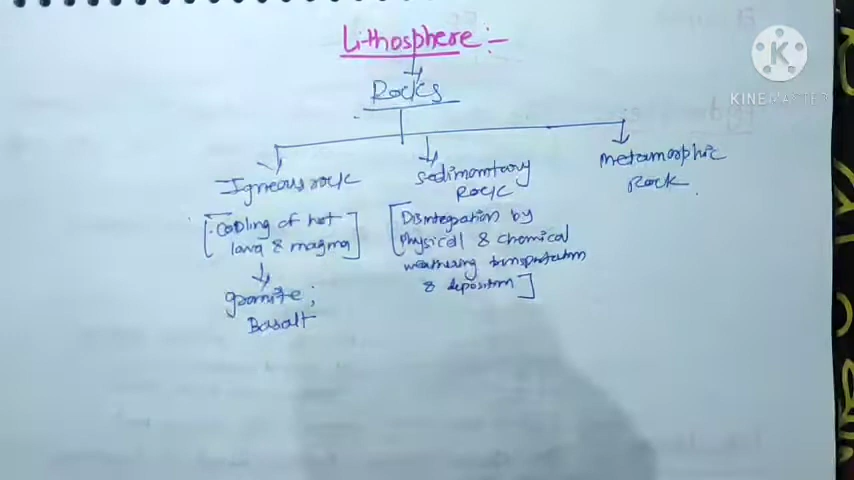 Lithosphere :-
Rocks
Igneous rock
Sedimentary
Rock
Metamorphic
Rock
[Cooling of hot
lava & magma]
granite;
Basalt
[Disintegration by
physicall & chemical
weathering transportation
& deposition]
K
KINEMASTER